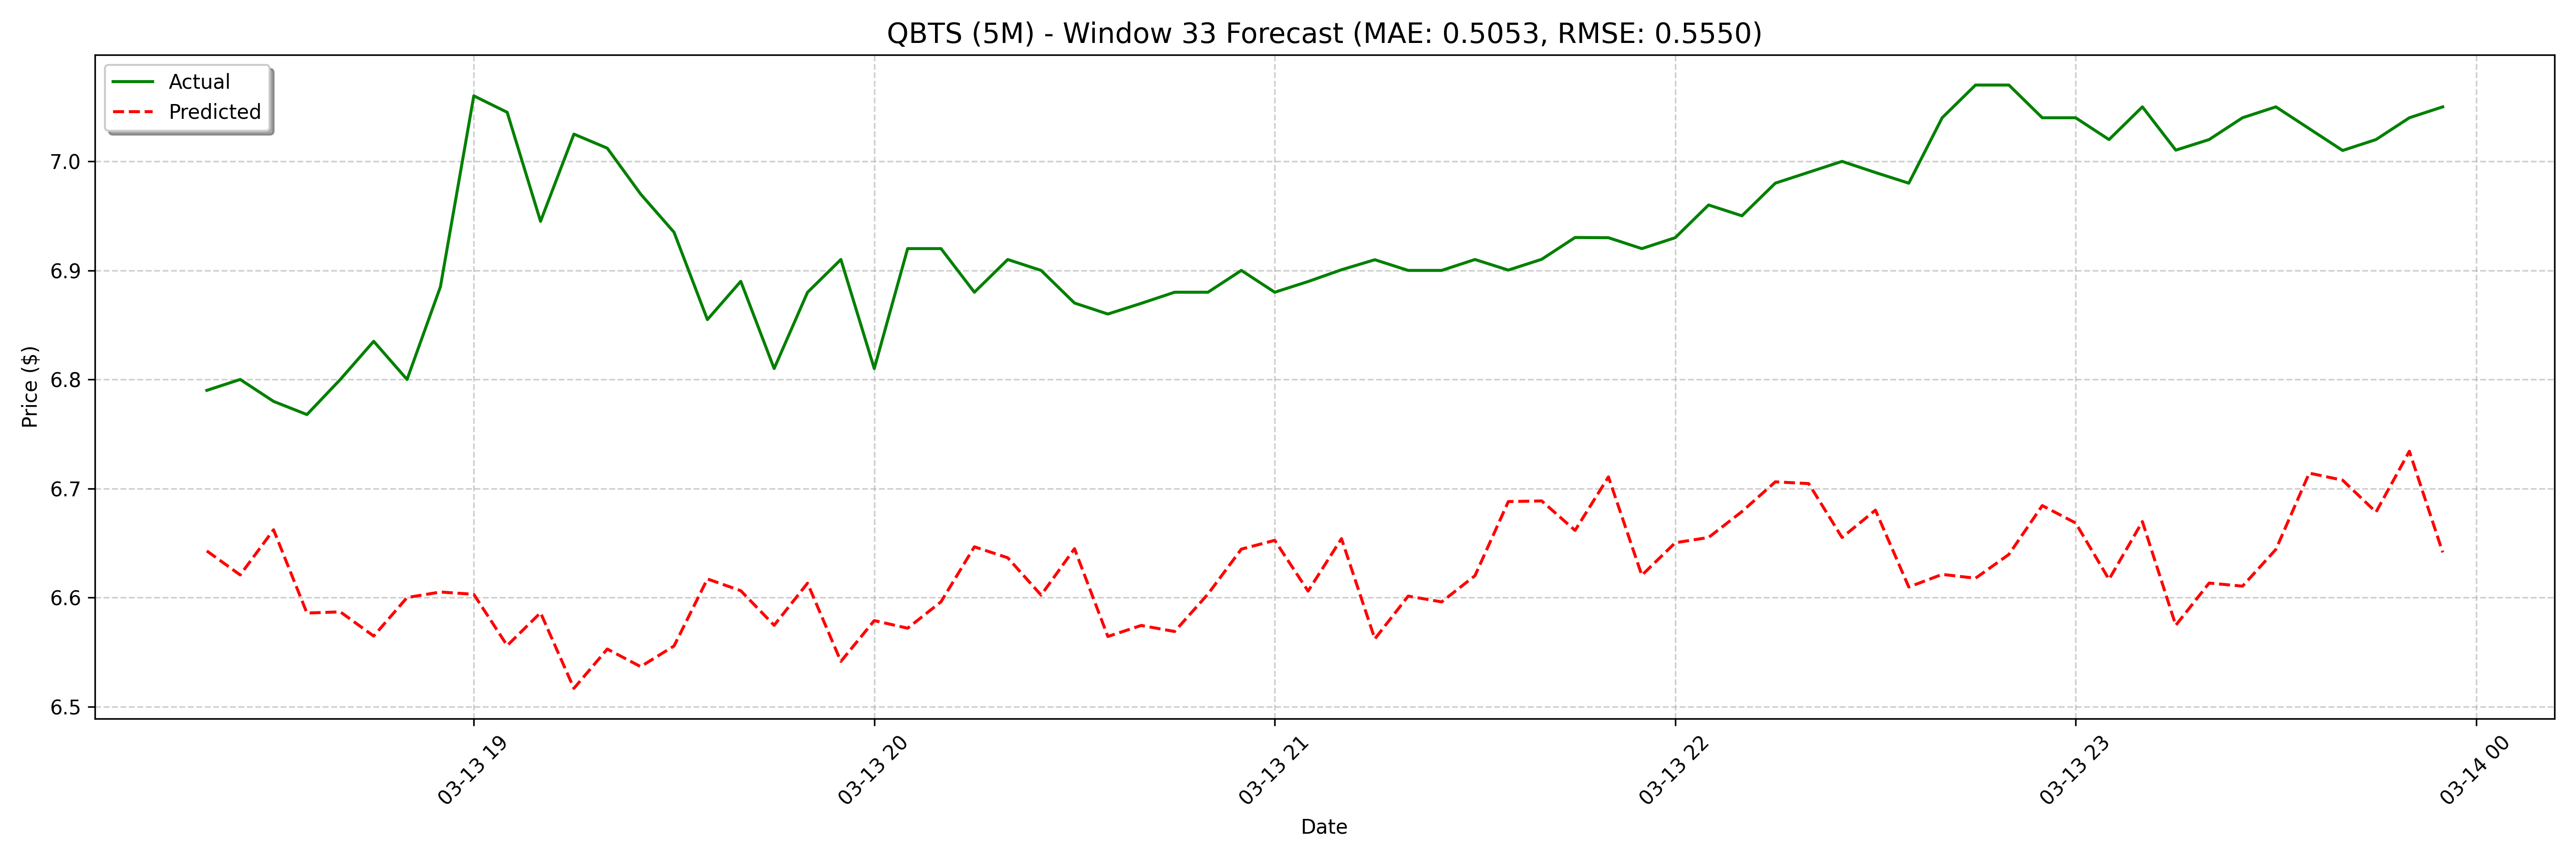 QBTS (5M) - Window 33 Forecast (MAE: 0.5053, RMSE: 0.5550)
Actual
Predicted
Price ($)
7.0
6.9
6.8
6.7
6.6
6.5
03-13 19
03-13 20
03-13 21
03-13 22
03-13 23
03-14 00
Date